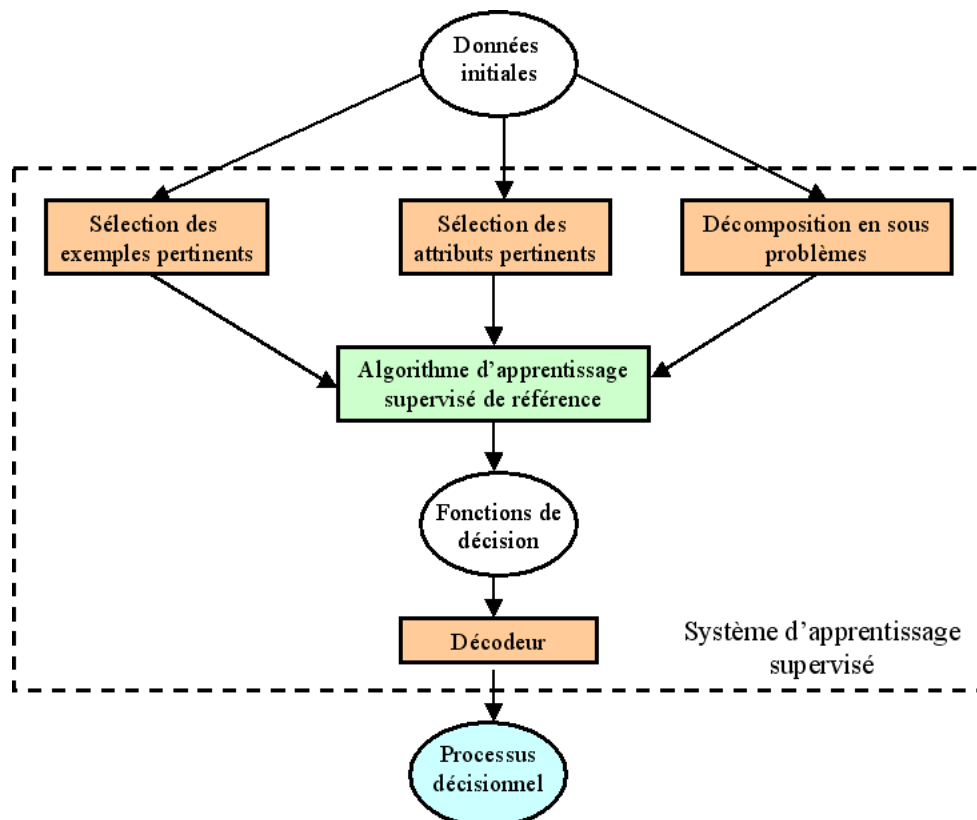 Données
initiales
Sélection des
exemples pertinents
Sélection des
attributs pertinents
Décomposition en sous
problèmes
Algorithme d’apprentissage
supervisé de référence
Fonctions de
décision
Décodeur
Système d’apprentissage
supervisé
Processus
décisionnel